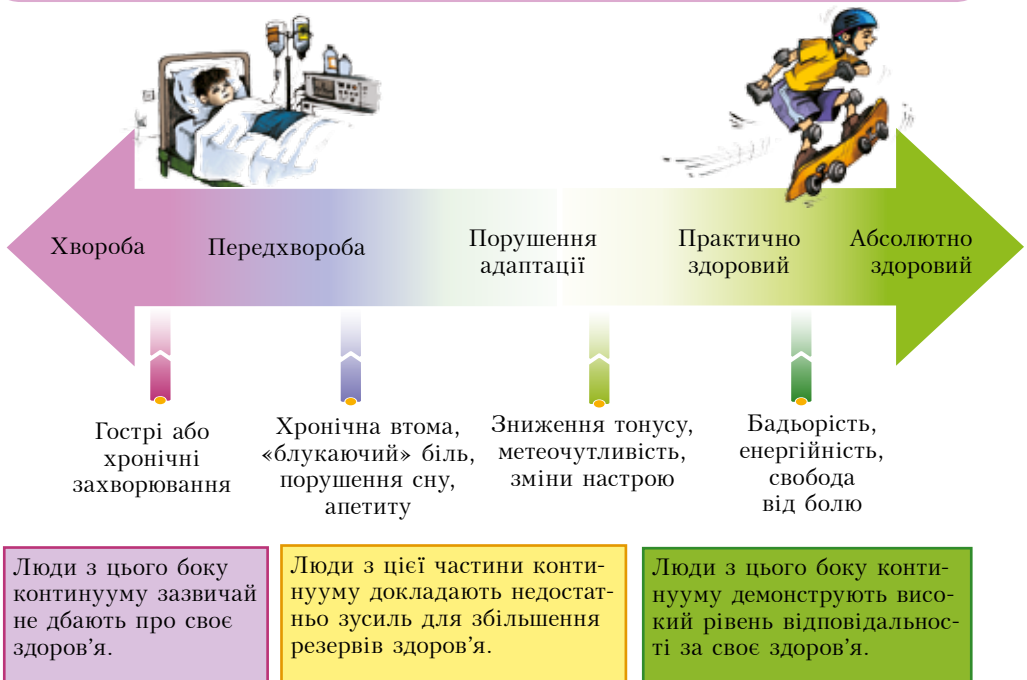 Хвороба
Передхвороба
Порушення
адаптації
Практично
здоровий
Абсолютно
здоровий
Гострі або
хронічні
захворювання
Хронічна втома,
«блукаючий» біль,
порушення сну,
апетиту
Зниження тонусу,
метеочутливість,
зміни настрою
Бадьорість,
енергійність,
свобода
від болю
Люди з цього боку
континууму зазвичай
не дбають про своє
здоров'я.
Люди з цієї частини конти-
нууму докладають недостат-
ньо зусиль для збільшення
резервів здоров'я.
Люди з цього боку конти-
нууму демонструють висо-
кий рівень відповідальнос-
ті за своє здоров'я.